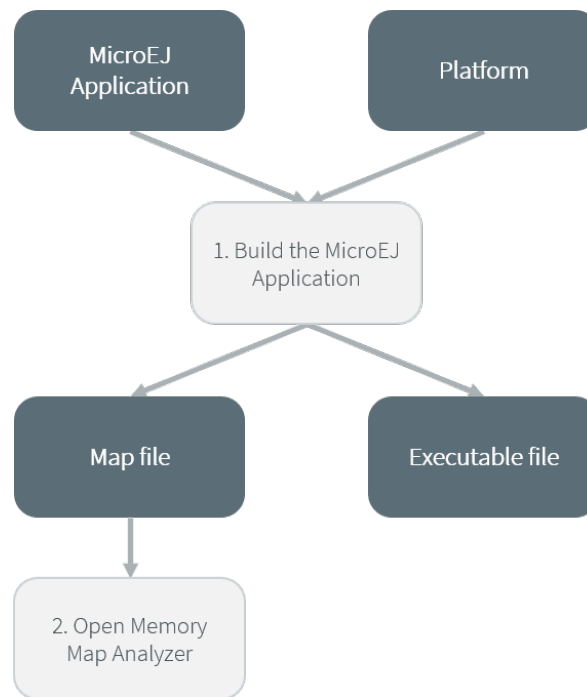 MicroEJ
Application
Platform
1. Build the MicroEJ
Application
Map file
Executable file
2. Open Memory
Map Analyzer